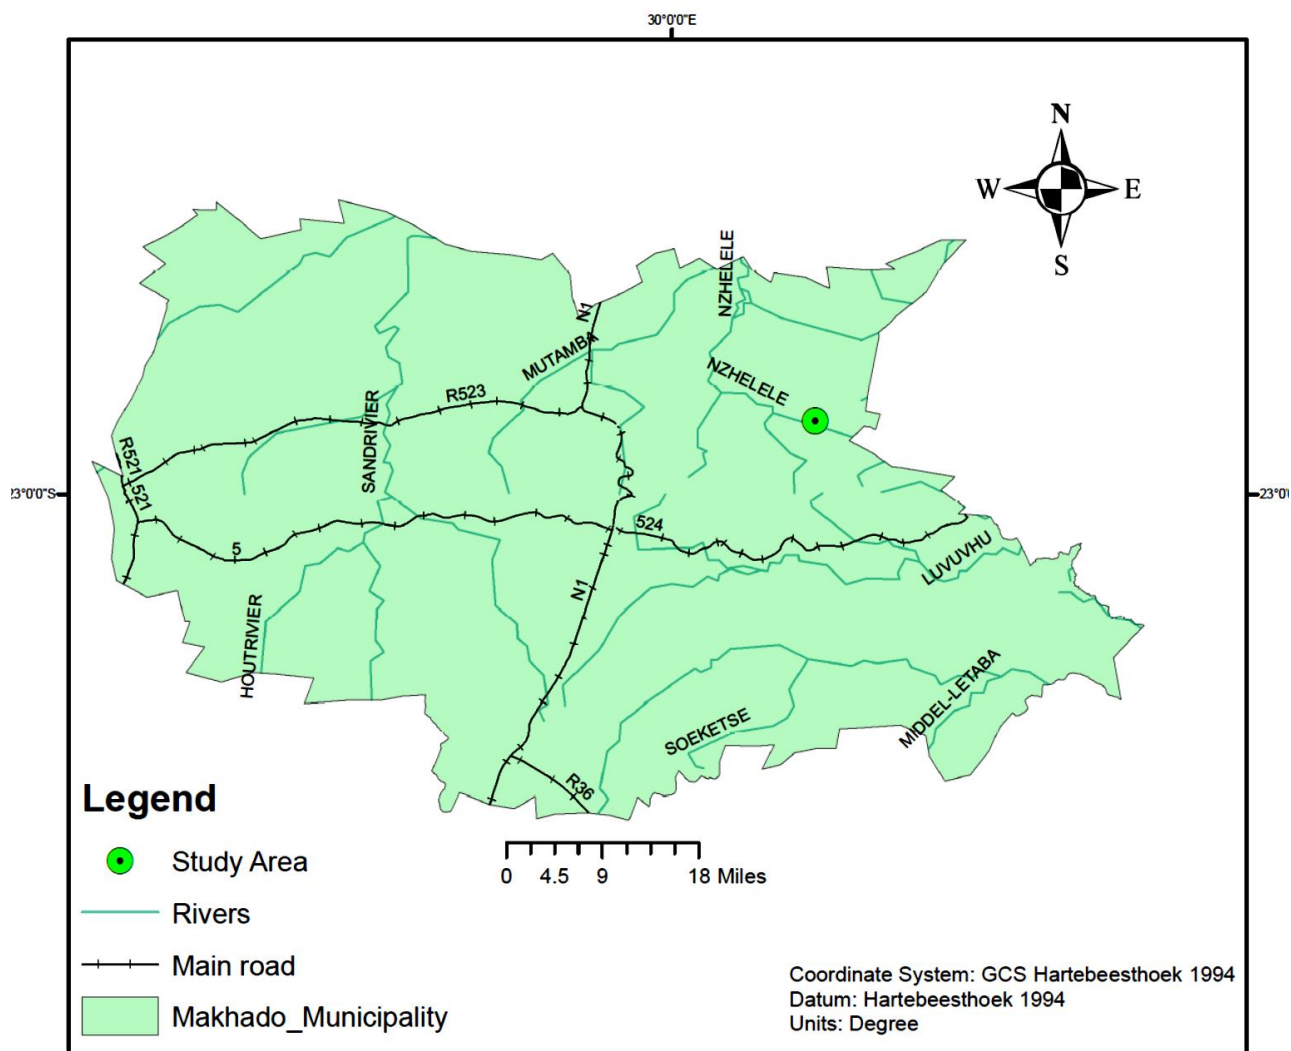 30°0'0"E
N
W
E
S
NZHELELE
N1
MUTAMBA
NZHELELE
R523
SANDRIVIER
R521
521
23°0'0"S
23°0'0
524
5
LUVUVHU
N1
HOUTRIVIER
MIDDEL-LETABA
SOEKETSE
R36
Legend
Study Area
Rivers
Main road
Makhado_Municipality
0 4.5 9 18 Miles
Coordinate System: GCS Hartebeesthoek 1994
Datum: Hartebeesthoek 1994
Units: Degree